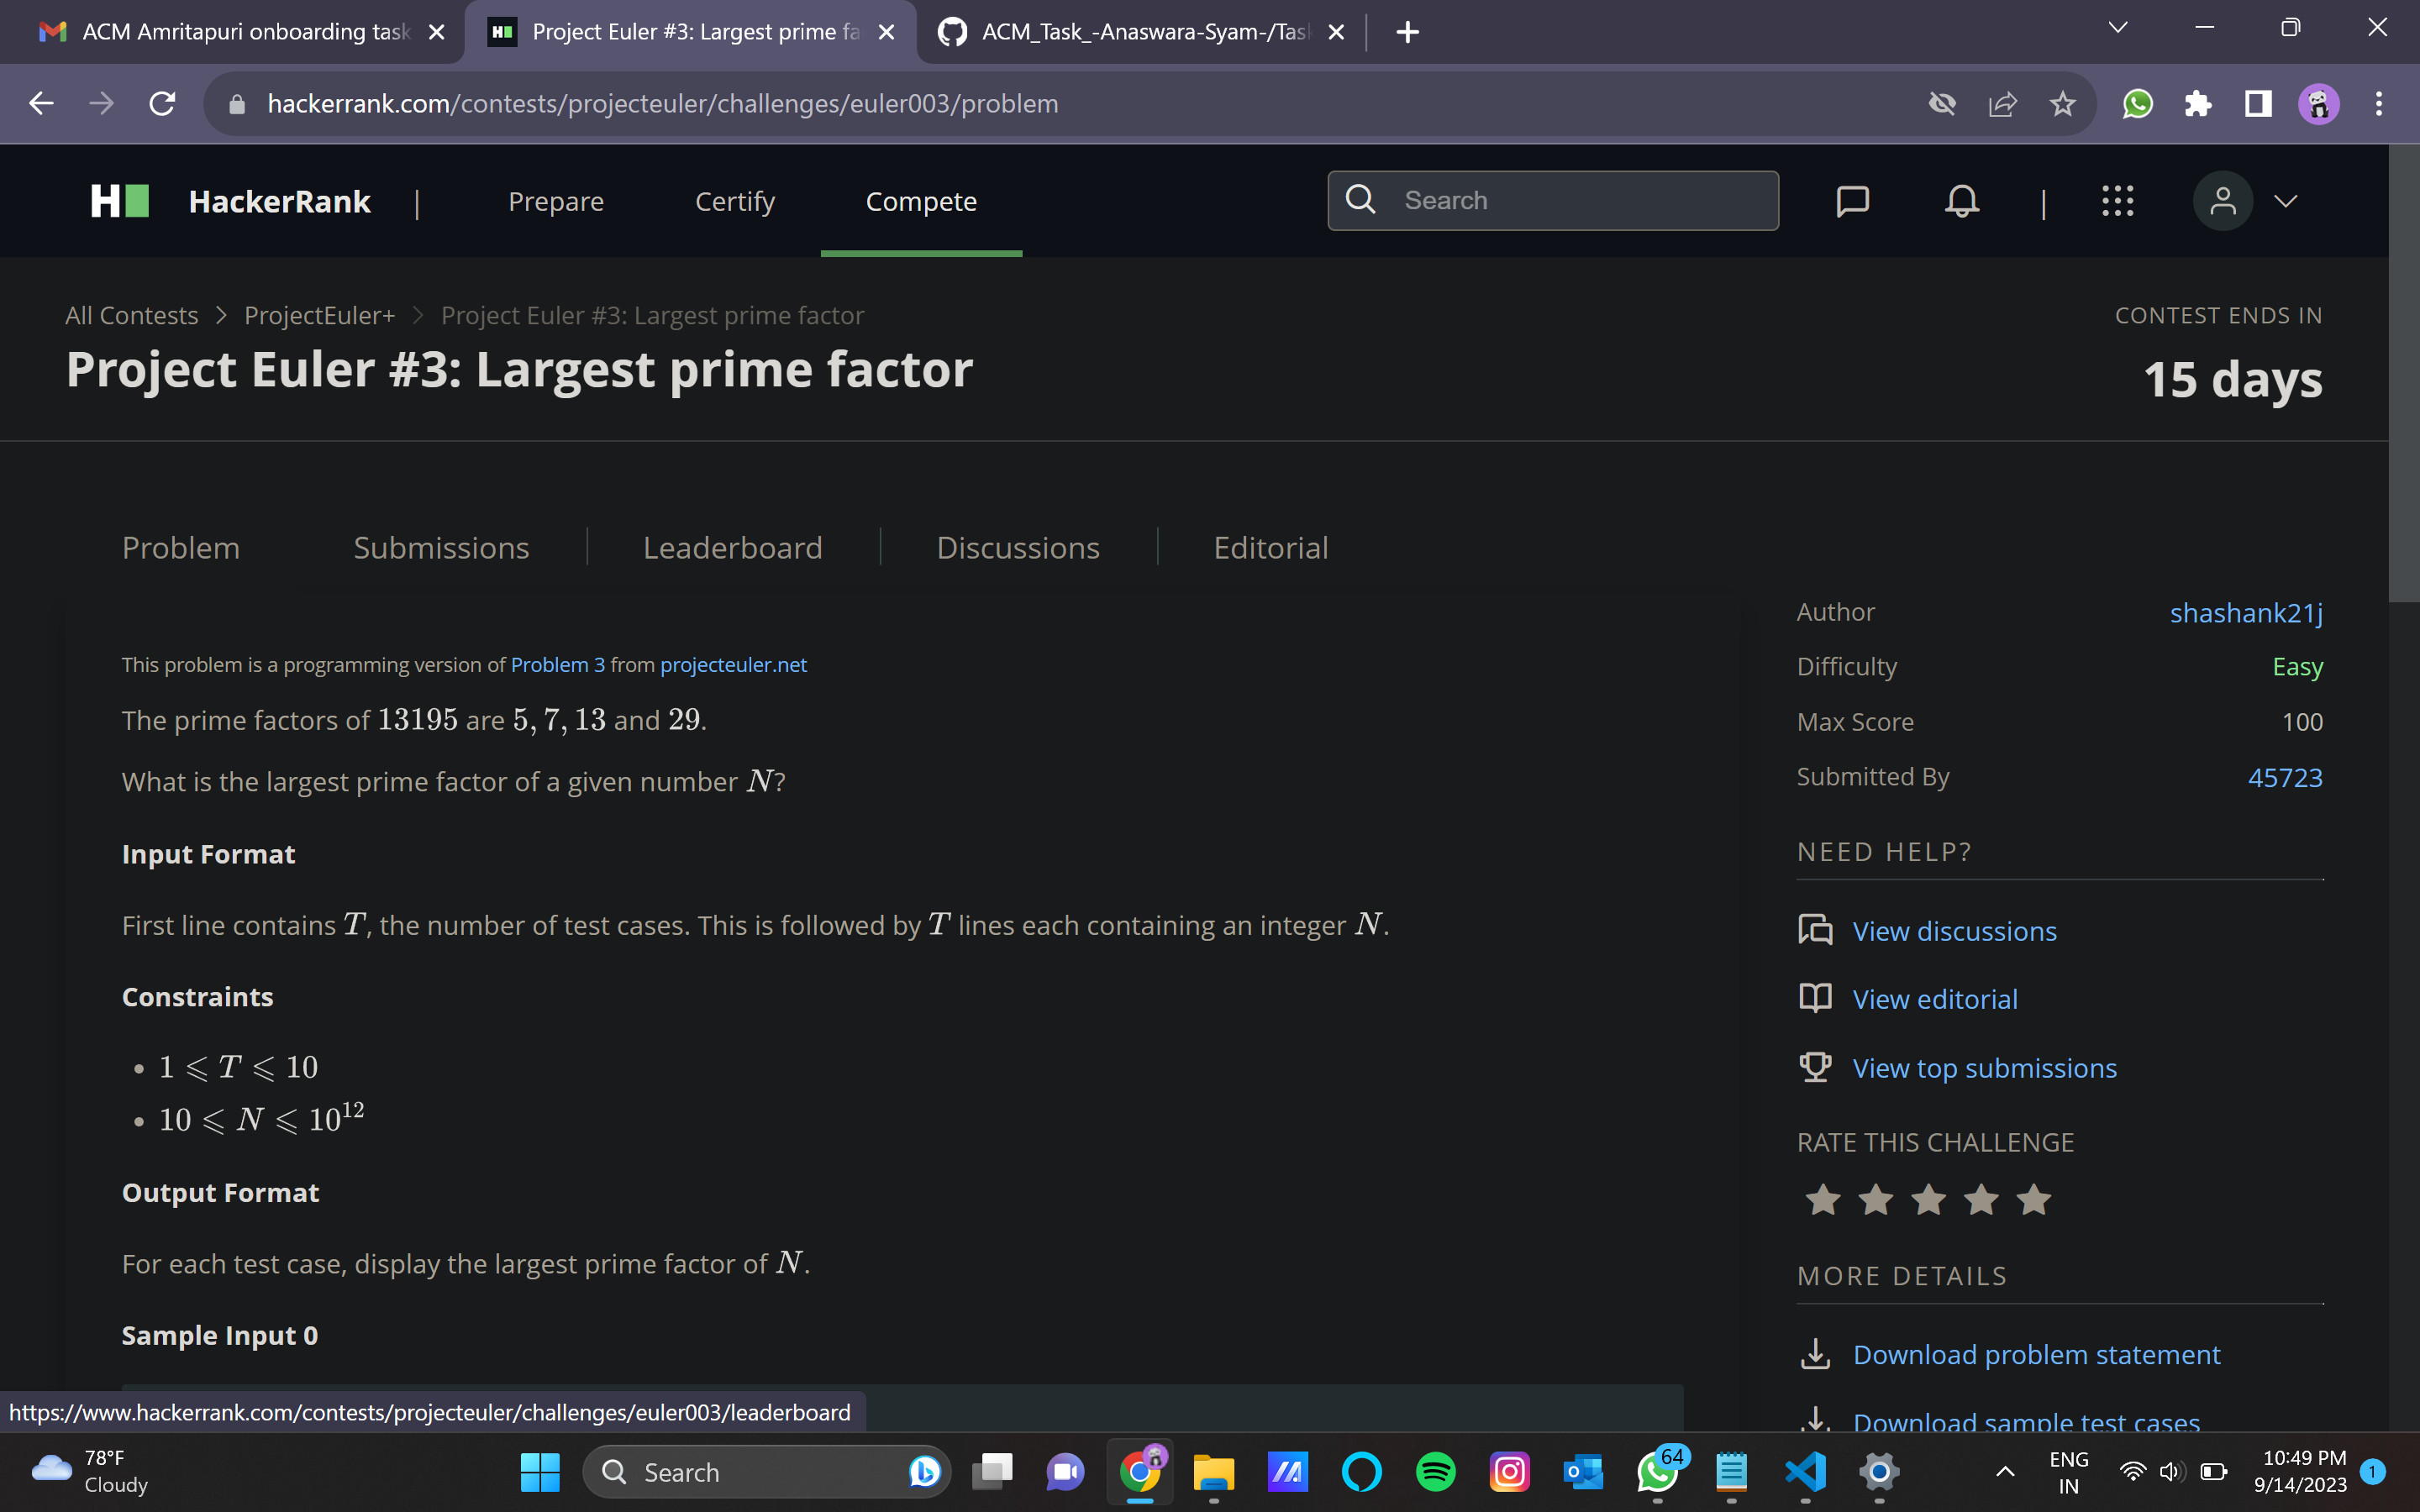 ACM Amritapuri onboarding task
Project Euler #3: Largest prime fa
ACM_Task_-Anaswara-Syam-/Tas
hackerrank.com/contests/projecteuler/challenges/euler003/problem
HackerRank | Prepare Certify Compete Search |
All Contests > ProjectEuler+ > Project Euler #3: Largest prime factor
CONTEST ENDS IN
Project Euler #3: Largest prime factor
15 days
Problem Submissions Leaderboard Discussions Editorial
This problem is a programming version of Problem 3 from projecteuler.net
The prime factors of 13195 are 5, 7, 13 and 29.
What is the largest prime factor of a given number N?
Input Format
First line contains T, the number of test cases. This is followed by T lines each containing an integer N.
Constraints
• 1 ⩽ T ⩽ 10
• 10 ⩽ N ⩽ 10¹²
Output Format
For each test case, display the largest prime factor of N.
Sample Input 0
Author shashank21j
Difficulty Easy
Max Score 100
Submitted By 45723
NEED HELP?
View discussions
View editorial
View top submissions
RATE THIS CHALLENGE
MORE DETAILS
Download problem statement
Download sample test cases
https://www.hackerrank.com/contests/projecteuler/challenges/euler003/leaderboard
78°F
Cloudy
Search
64
ENG
IN
10:49 PM
9/14/2023
1